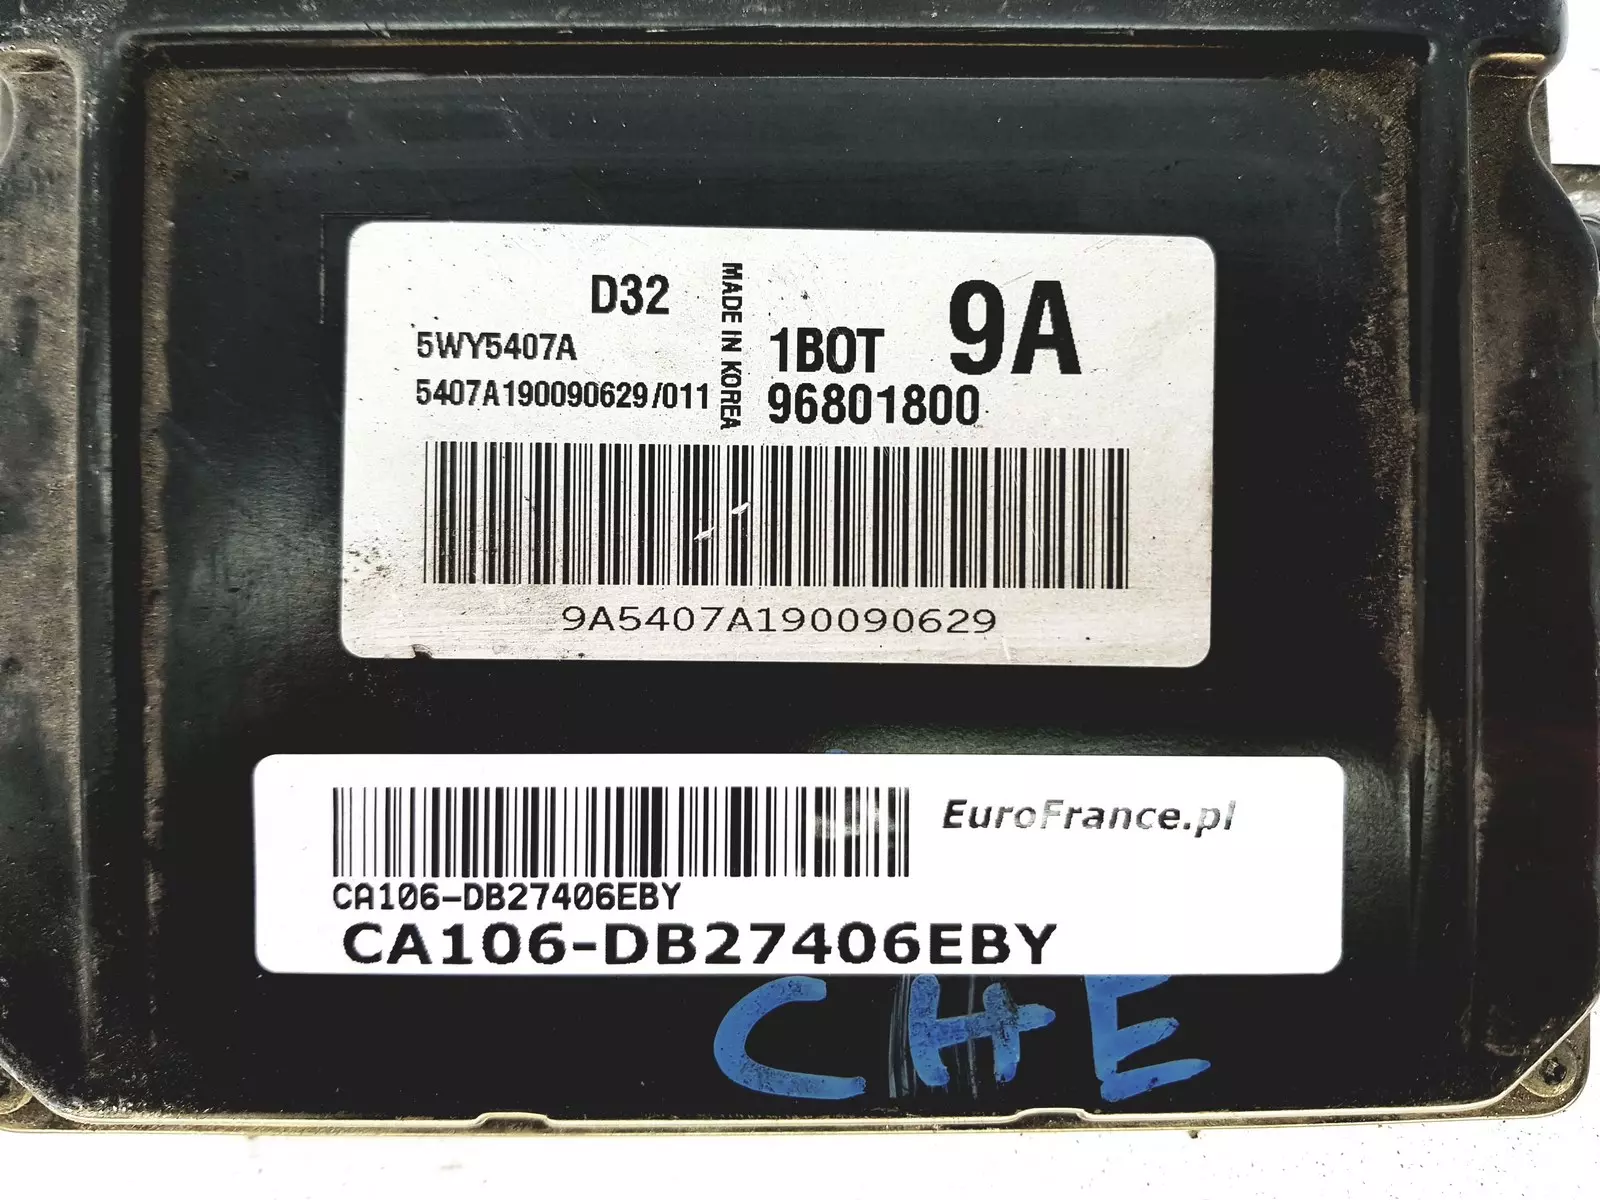 D32
5WY5407A
5407A190090629/011
MADE IN KOREA
1BOT 9A
96801800
9A5407A190090629
EuroFrance.pl
CA106-DB27406EBY
CA106-DB27406EBY
CHE